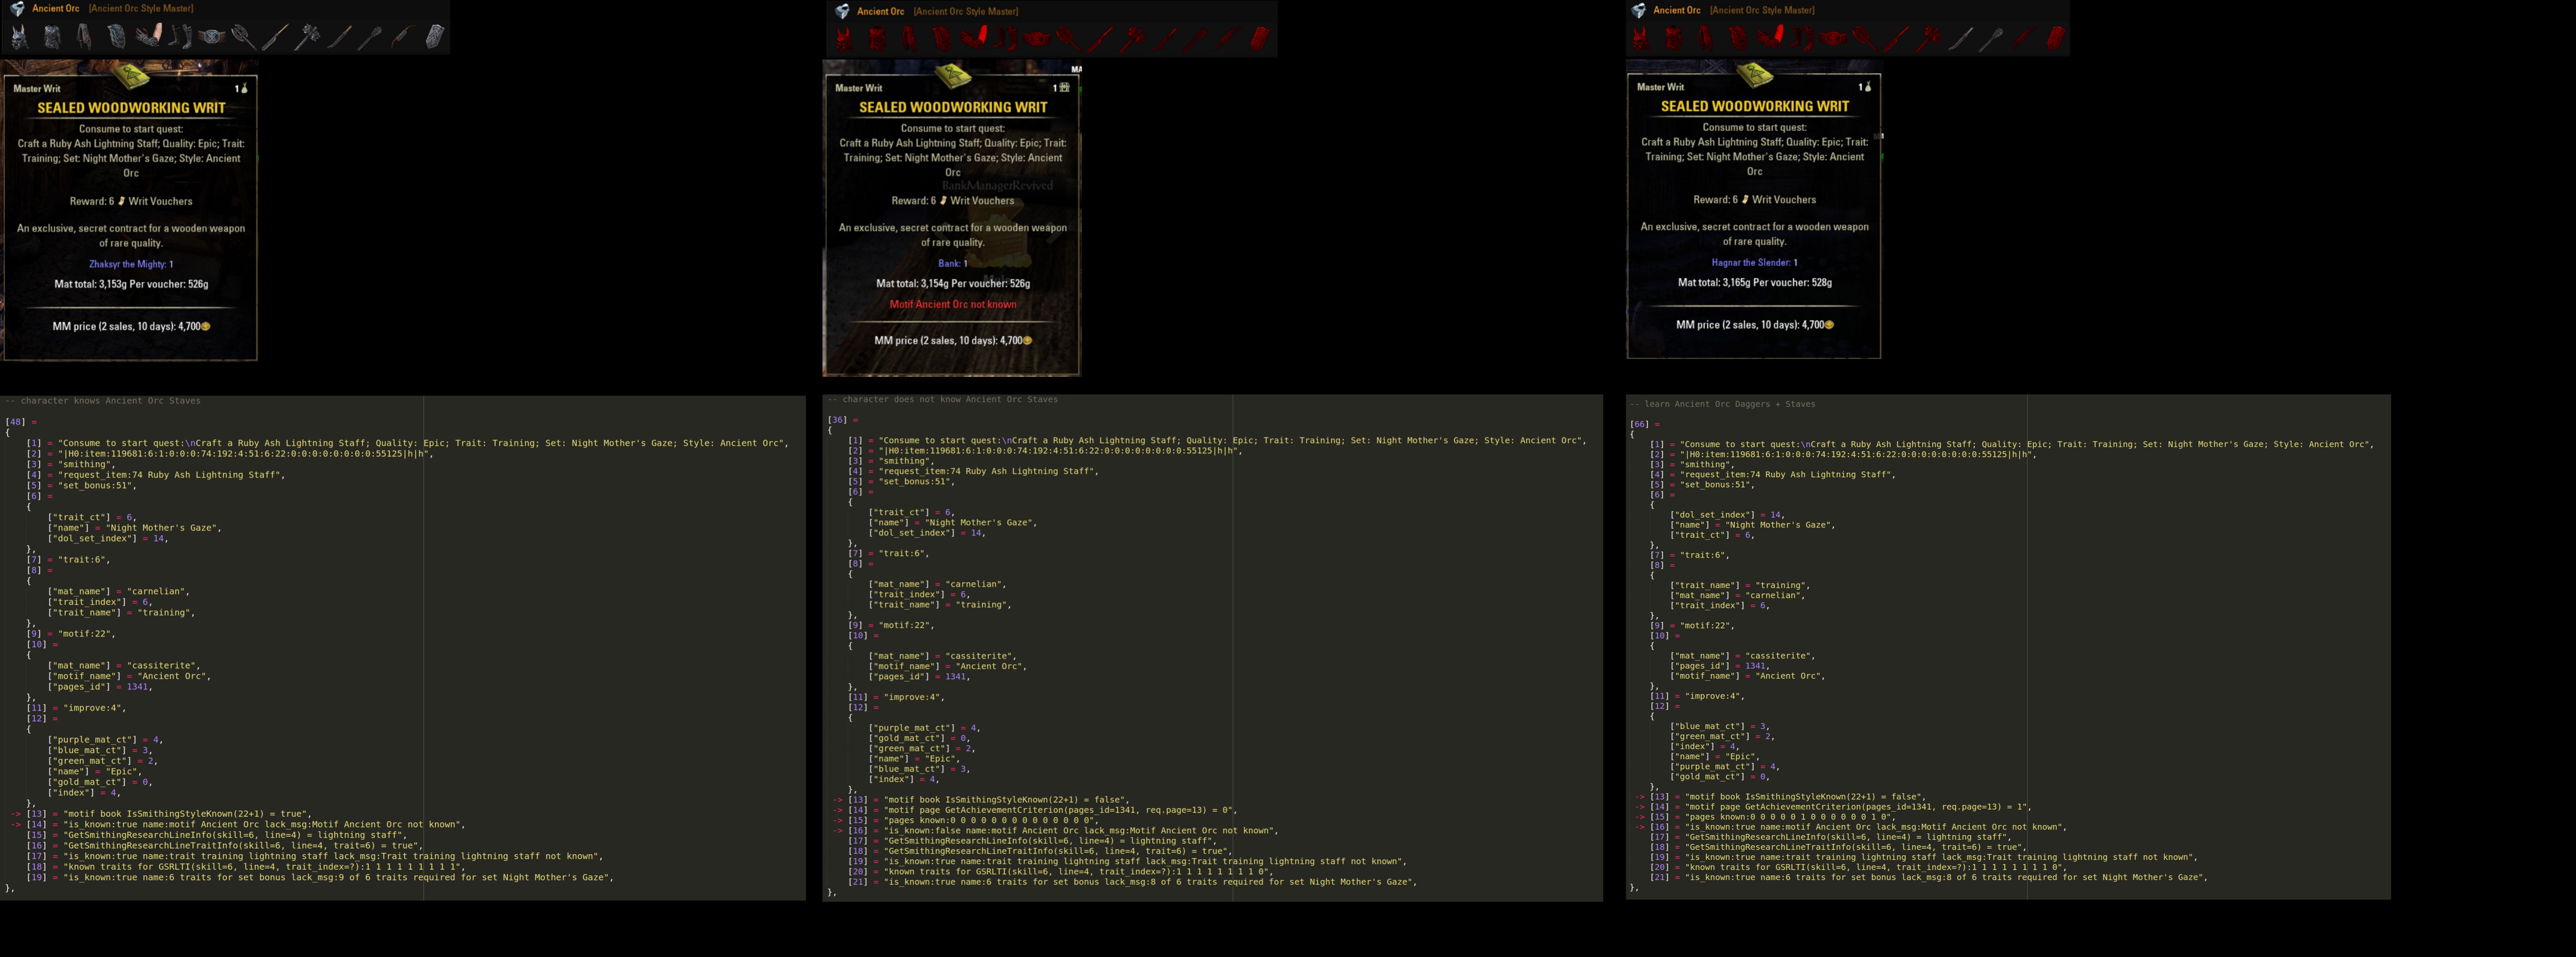 Ancient Orc [Ancient Orc Style Master]
Master Writ 1
SEALED WOODWORKING WRIT
Consume to start quest:
Craft a Ruby Ash Lightning Staff; Quality: Epic; Trait:
Training; Set: Night Mother's Gaze; Style: Ancient
Orc
Reward: 6 Writ Vouchers
An exclusive, secret contract for a wooden weapon
of rare quality.
Zhaksyr the Mighty: 1
Mat total: 3,153g Per voucher: 526g
MM price (2 sales, 10 days): 4,700
-- character knows Ancient Orc Staves
[48] =
{
[1] = "Consume to start quest:\nCraft a Ruby Ash Lightning Staff; Quality: Epic; Trait: Training; Set: Night Mother's Gaze; Style: Ancient Orc",
[2] = "|H0:item:119681:6:1:0:0:0:74:192:4:51:6:22:0:0:0:0:0:0:0:0:55125|h|h",
[3] = "smithing",
[4] = "request_item:74 Ruby Ash Lightning Staff",
[5] = "set_bonus:51",
[6] =
{
["trait_ct"] = 6,
["name"] = "Night Mother's Gaze",
["dol_set_index"] = 14,
},
[7] = "trait:6",
[8] =
{
["mat_name"] = "carnelian",
["trait_index"] = 6,
["trait_name"] = "training",
},
[9] = "motif:22",
[10] =
{
["mat_name"] = "cassiterite",
["motif_name"] = "Ancient Orc",
["pages_id"] = 1341,
},
[11] = "improve:4",
[12] =
{
["purple_mat_ct"] = 4,
["blue_mat_ct"] = 3,
["green_mat_ct"] = 2,
["name"] = "Epic",
["gold_mat_ct"] = 0,
["index"] = 4,
},
-> [13] = "motif book IsSmithingStyleKnown(22+1) = true",
-> [14] = "is_known:true name:motif Ancient Orc lack_msg:Motif Ancient Orc not known",
[15] = "GetSmithingResearchLineInfo(skill=6, line=4) = lightning staff",
[16] = "GetSmithingResearchLineTraitInfo(skill=6, line=4, trait=6) = true",
[17] = "is_known:true name:trait training lightning staff lack_msg:Trait training lightning staff not known",
[18] = "known traits for GSRLTI(skill=6, line=4, trait_index=?):1 1 1 1 1 1 1 1 1",
[19] = "is_known:true name:6 traits for set bonus lack_msg:9 of 6 traits required for set Night Mother's Gaze",
},
Ancient Orc [Ancient Orc Style Master]
MA
Master Writ 1
SEALED WOODWORKING WRIT
Consume to start quest:
Craft a Ruby Ash Lightning Staff; Quality: Epic; Trait:
Training; Set: Night Mother's Gaze; Style: Ancient
Orc
BankManagerRevived
Reward: 6 Writ Vouchers
An exclusive, secret contract for a wooden weapon
of rare quality.
Bank: 1
Mat total: 3,154g Per voucher: 526g
Motif Ancient Orc not known
MM price (2 sales, 10 days): 4,700
-- character does not know Ancient Orc Staves
[36] =
{
[1] = "Consume to start quest:\nCraft a Ruby Ash Lightning Staff; Quality: Epic; Trait: Training; Set: Night Mother's Gaze; Style: Ancient Orc",
[2] = "|H0:item:119681:6:1:0:0:0:74:192:4:51:6:22:0:0:0:0:0:0:0:0:55125|h|h",
[3] = "smithing",
[4] = "request_item:74 Ruby Ash Lightning Staff",
[5] = "set_bonus:51",
[6] =
{
["trait_ct"] = 6,
["name"] = "Night Mother's Gaze",
["dol_set_index"] = 14,
},
[7] = "trait:6",
[8] =
{
["mat_name"] = "carnelian",
["trait_index"] = 6,
["trait_name"] = "training",
},
[9] = "motif:22",
[10] =
{
["mat_name"] = "cassiterite",
["motif_name"] = "Ancient Orc",
["pages_id"] = 1341,
},
[11] = "improve:4",
[12] =
{
["purple_mat_ct"] = 4,
["gold_mat_ct"] = 0,
["green_mat_ct"] = 2,
["name"] = "Epic",
["blue_mat_ct"] = 3,
["index"] = 4,
},
-> [13] = "motif book IsSmithingStyleKnown(22+1) = false",
-> [14] = "motif page GetAchievementCriterion(pages_id=1341, req.page=13) = 0",
-> [15] = "pages known:0 0 0 0 0 0 0 0 0 0 0 0 0 0",
-> [16] = "is_known:false name:motif Ancient Orc lack_msg:Motif Ancient Orc not known",
[17] = "GetSmithingResearchLineInfo(skill=6, line=4) = lightning staff",
[18] = "GetSmithingResearchLineTraitInfo(skill=6, line=4, trait=6) = true",
[19] = "is_known:true name:trait training lightning staff lack_msg:Trait training lightning staff not known",
[20] = "known traits for GSRLTI(skill=6, line=4, trait_index=?):1 1 1 1 1 1 1 1 0",
[21] = "is_known:true name:6 traits for set bonus lack_msg:8 of 6 traits required for set Night Mother's Gaze",
},
Ancient Orc [Ancient Orc Style Master]
Master Writ 1
SEALED WOODWORKING WRIT
Consume to start quest:
Craft a Ruby Ash Lightning Staff; Quality: Epic; Trait:
Training; Set: Night Mother's Gaze; Style: Ancient
Orc
Reward: 6 Writ Vouchers
An exclusive, secret contract for a wooden weapon
of rare quality.
Hagnar the Slender: 1
Mat total: 3,165g Per voucher: 528g
MM price (2 sales, 10 days): 4,700
-- learn Ancient Orc Daggers + Staves
[66] =
{
[1] = "Consume to start quest:\nCraft a Ruby Ash Lightning Staff; Quality: Epic; Trait: Training; Set: Night Mother's Gaze; Style: Ancient Orc",
[2] = "|H0:item:119681:6:1:0:0:0:74:192:4:51:6:22:0:0:0:0:0:0:0:0:55125|h|h",
[3] = "smithing",
[4] = "request_item:74 Ruby Ash Lightning Staff",
[5] = "set_bonus:51",
[6] =
{
["dol_set_index"] = 14,
["name"] = "Night Mother's Gaze",
["trait_ct"] = 6,
},
[7] = "trait:6",
[8] =
{
["trait_name"] = "training",
["mat_name"] = "carnelian",
["trait_index"] = 6,
},
[9] = "motif:22",
[10] =
{
["mat_name"] = "cassiterite",
["pages_id"] = 1341,
["motif_name"] = "Ancient Orc",
},
[11] = "improve:4",
[12] =
{
["blue_mat_ct"] = 3,
["green_mat_ct"] = 2,
["index"] = 4,
["name"] = "Epic",
["purple_mat_ct"] = 4,
["gold_mat_ct"] = 0,
},
-> [13] = "motif book IsSmithingStyleKnown(22+1) = false",
-> [14] = "motif page GetAchievementCriterion(pages_id=1341, req.page=13) = 1",
-> [15] = "pages known:0 0 0 0 0 1 0 0 0 0 0 0 1 0",
-> [16] = "is_known:true name:motif Ancient Orc lack_msg:Motif Ancient Orc not known",
[17] = "GetSmithingResearchLineInfo(skill=6, line=4) = lightning staff",
[18] = "GetSmithingResearchLineTraitInfo(skill=6, line=4, trait=6) = true",
[19] = "is_known:true name:trait training lightning staff lack_msg:Trait training lightning staff not known",
[20] = "known traits for GSRLTI(skill=6, line=4, trait_index=?):1 1 1 1 1 1 1 1 0",
[21] = "is_known:true name:6 traits for set bonus lack_msg:8 of 6 traits required for set Night Mother's Gaze",
},